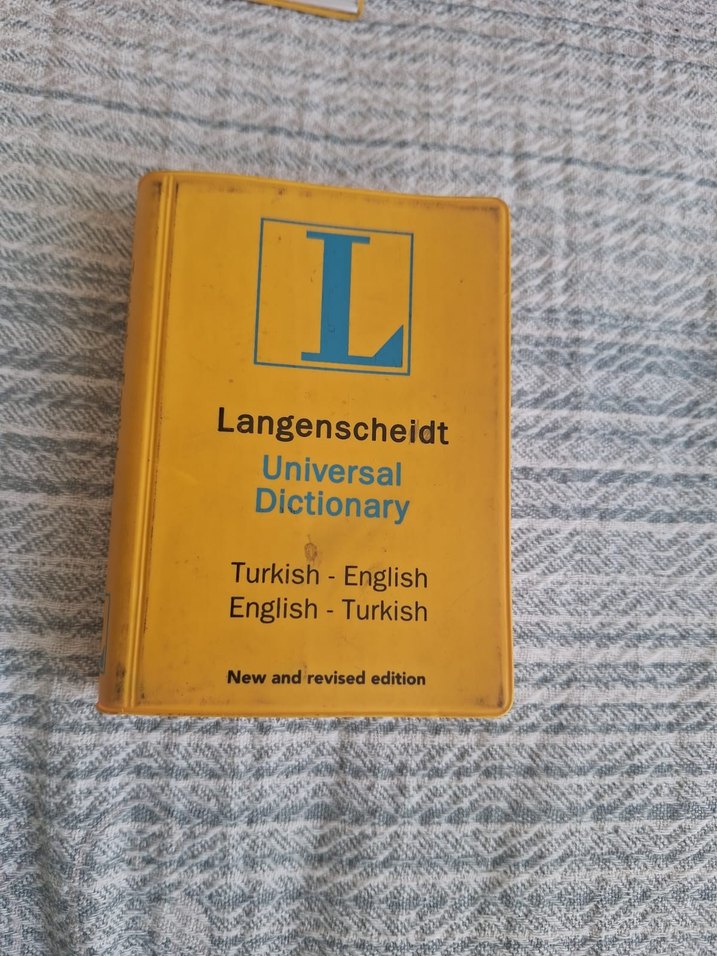 L
Langenscheidt
Universal
Dictionary
Turkish - English
English - Turkish
New and revised edition